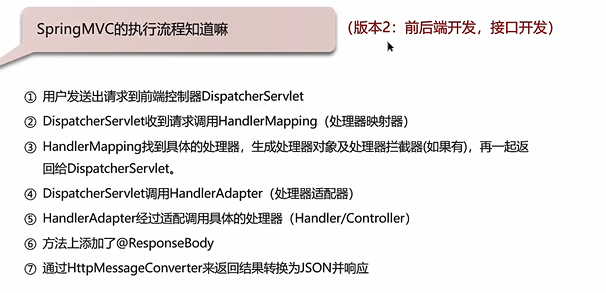 SpringMVC的执行流程知道嘛
（版本2：前后端开发，接口开发）
① 用户发送出请求到前端控制器DispatcherServlet
② DispatcherServlet收到请求调用HandlerMapping（处理器映射器）
③ HandlerMapping找到具体的处理器，生成处理器对象及处理器拦截器(如果有)，再一起返
回给DispatcherServlet。
④ DispatcherServlet调用HandlerAdapter（处理器适配器）
⑤ HandlerAdapter经过适配调用具体的处理器（Handler/Controller）
⑥ 方法上添加了@ResponseBody
⑦ 通过HttpMessageConverter来返回结果转换为JSON并响应